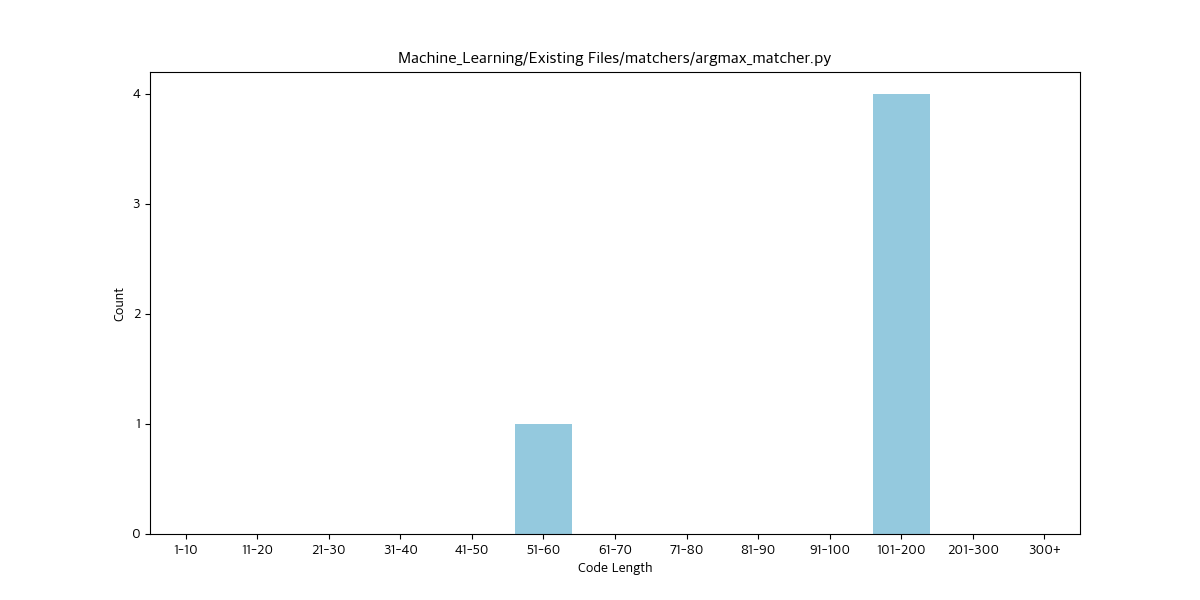 Machine_Learning/Existing Files/matchers/argmax_matcher.py
4
3
2
1
0
Count
1-10 11-20 21-30 31-40 41-50 51-60 61-70 71-80 81-90 91-100 101-200 201-300 300+
Code Length